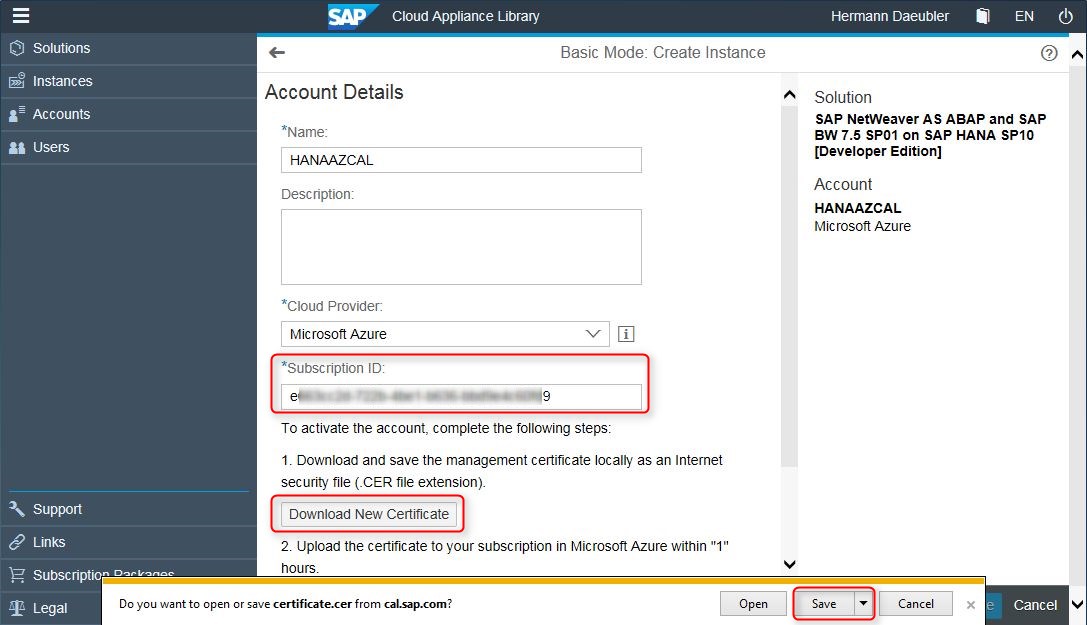 SAP Cloud Appliance Library
Hermann Daeubler EN
Solutions
Instances
Accounts
Users
Support
Links
Subscription Packages
Legal
Basic Mode: Create Instance
Account Details
*Name:
HANAAZCAL
Description:
*Cloud Provider:
Microsoft Azure
*Subscription ID:
To activate the account, complete the following steps:
1. Download and save the management certificate locally as an Internet
security file (.CER file extension).
Download New Certificate
2. Upload the certificate to your subscription in Microsoft Azure within "1"
hours.
Solution
SAP NetWeaver AS ABAP and SAP
BW 7.5 SP01 on SAP HANA SP10
[Developer Edition]
Account
HANAAZCAL
Microsoft Azure
Do you want to open or save certificate.cer from cal.sap.com?
Open
Save
Cancel
Cancel